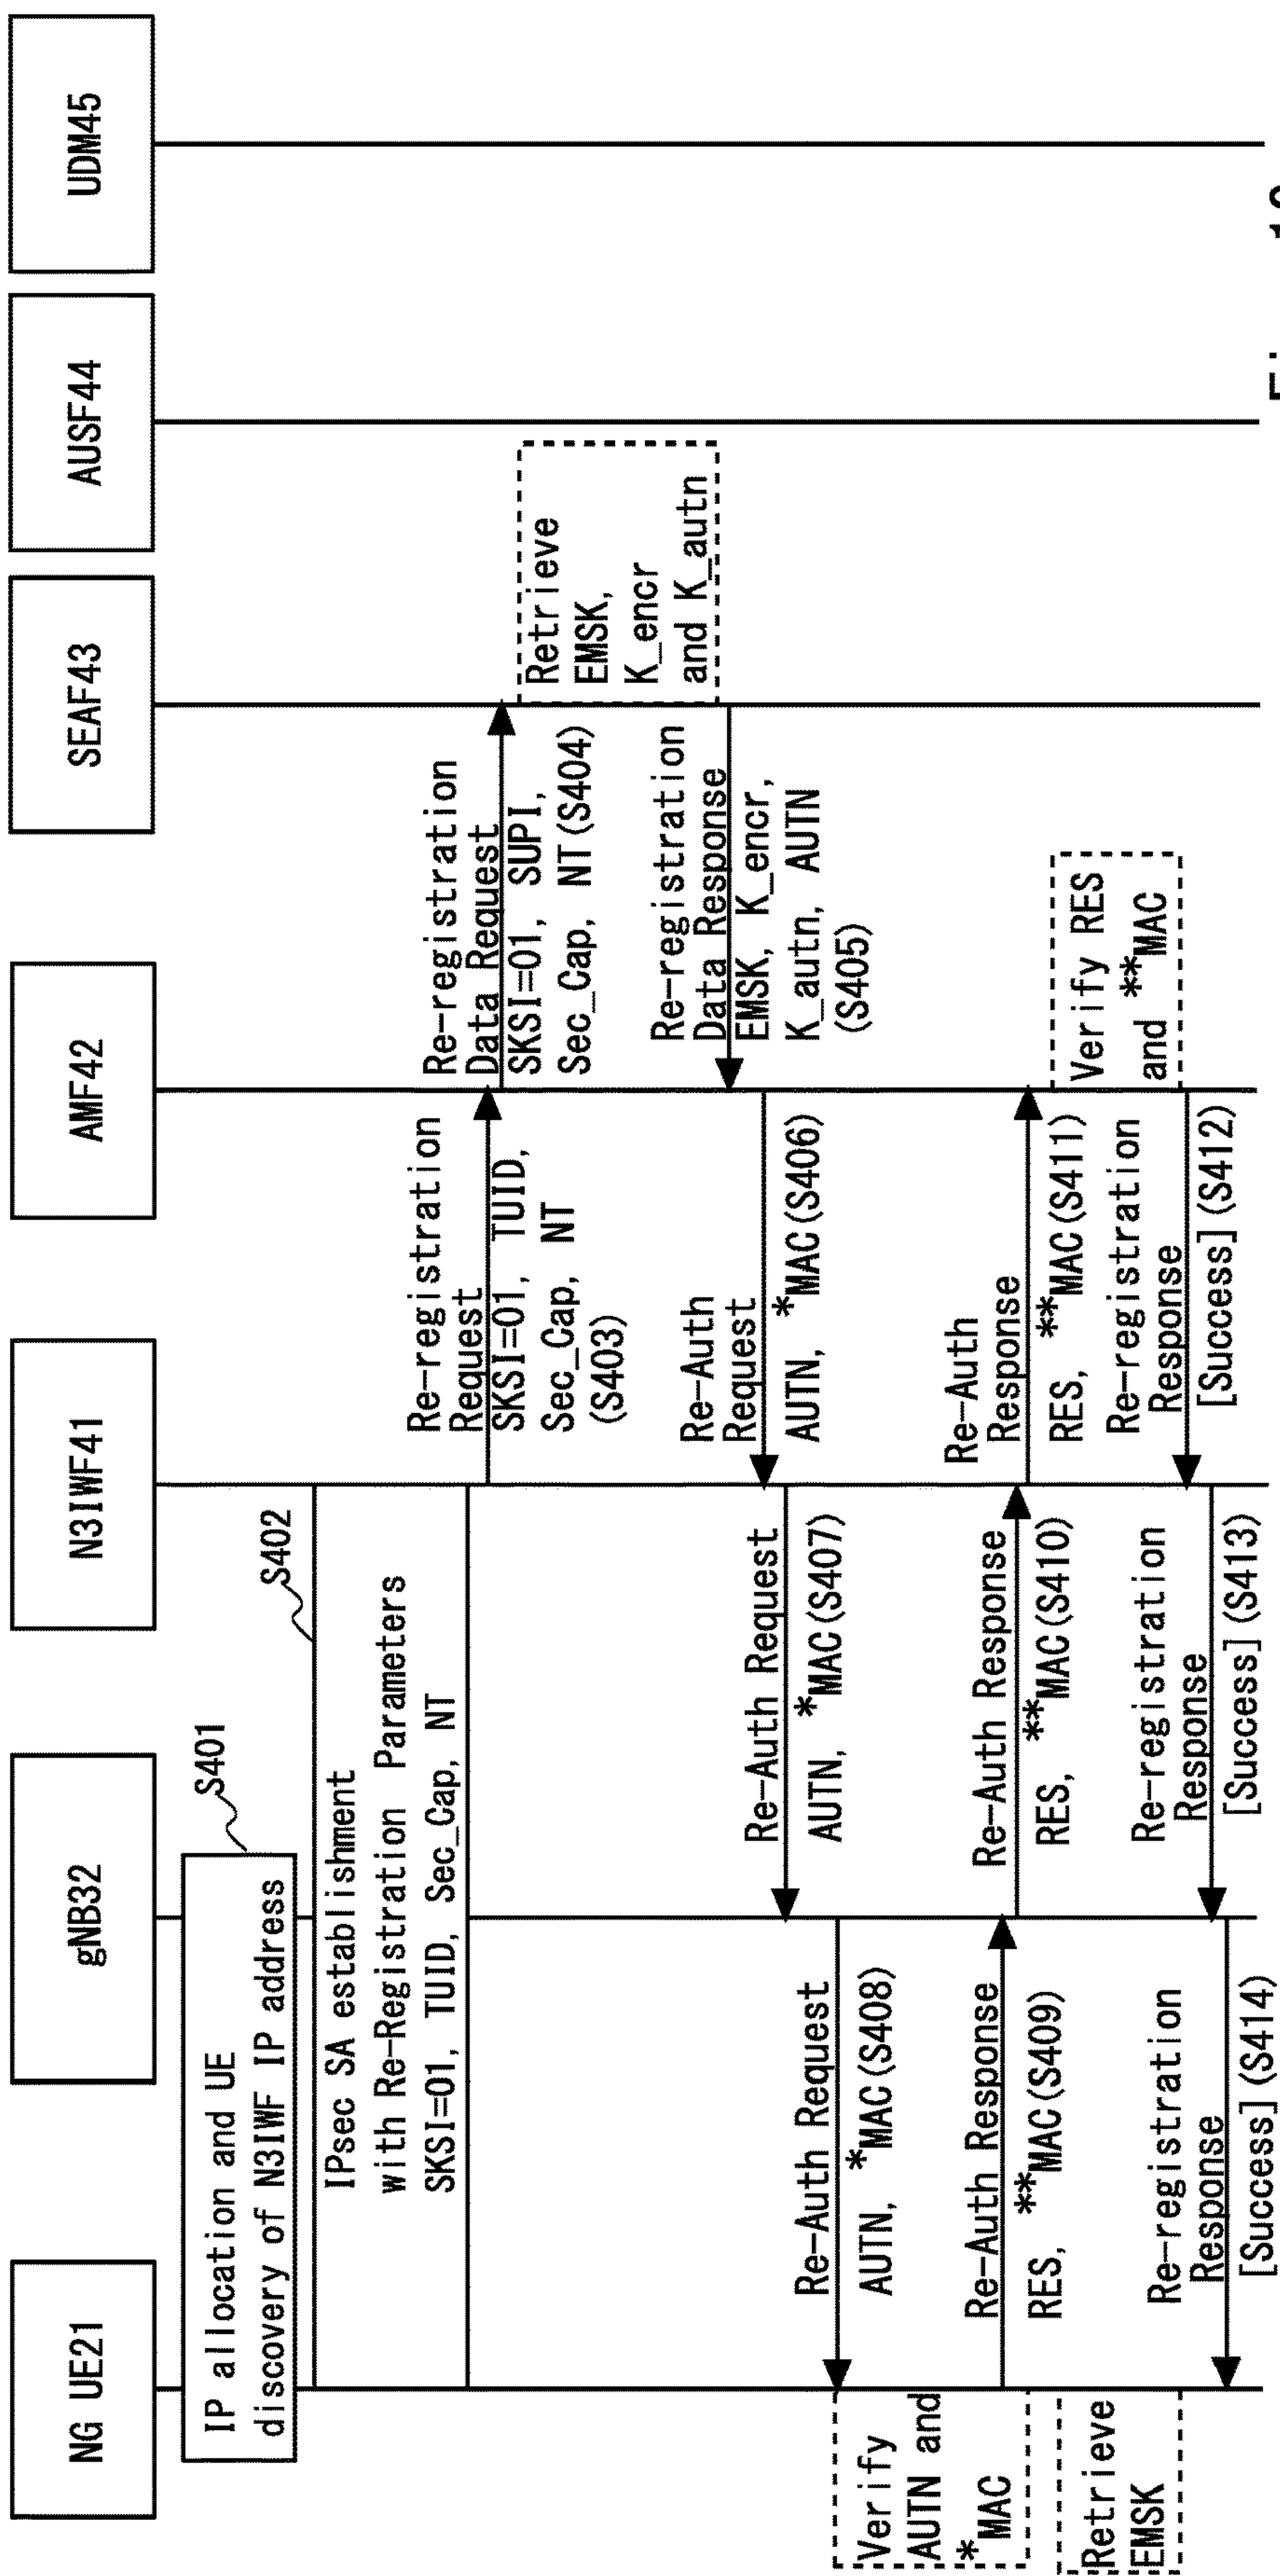 NG UE21
gNB32
N3IWF41
AMF42
SEAF43
AUSF44
UDM45
IP allocation and UE
discovery of N3IWF IP address
S401
S402
IPsec SA establishment
with Re-Registration Parameters
SKSI=01, TUID, Sec_Cap, NT
Re-registration
Request
SKSI=01, TUID,
Sec_Cap, NT
(S403)
Re-registration
Data Request
SKSI=01, SUPI,
Sec_Cap, NT(S404)
Retrieve
EMSK,
K_encr
and K_autn
Re-registration
Data Response
EMSK, K_encr,
K_autn, AUTN
(S405)
Re-Auth
Request
AUTN, *MAC(S406)
Re-Auth Request
AUTN, *MAC(S407)
Re-Auth Request
AUTN, *MAC(S408)
Verify
AUTN and
*MAC
Re-Auth Response
RES, **MAC(S409)
Re-Auth Response
RES, **MAC(S410)
Re-Auth
Response
RES, **MAC(S411)
Verify RES
and **MAC
Retrieve
EMSK
Re-registration
Response
[Success](S412)
Re-registration
Response
[Success](S413)
Re-registration
Response
[Success](S414)